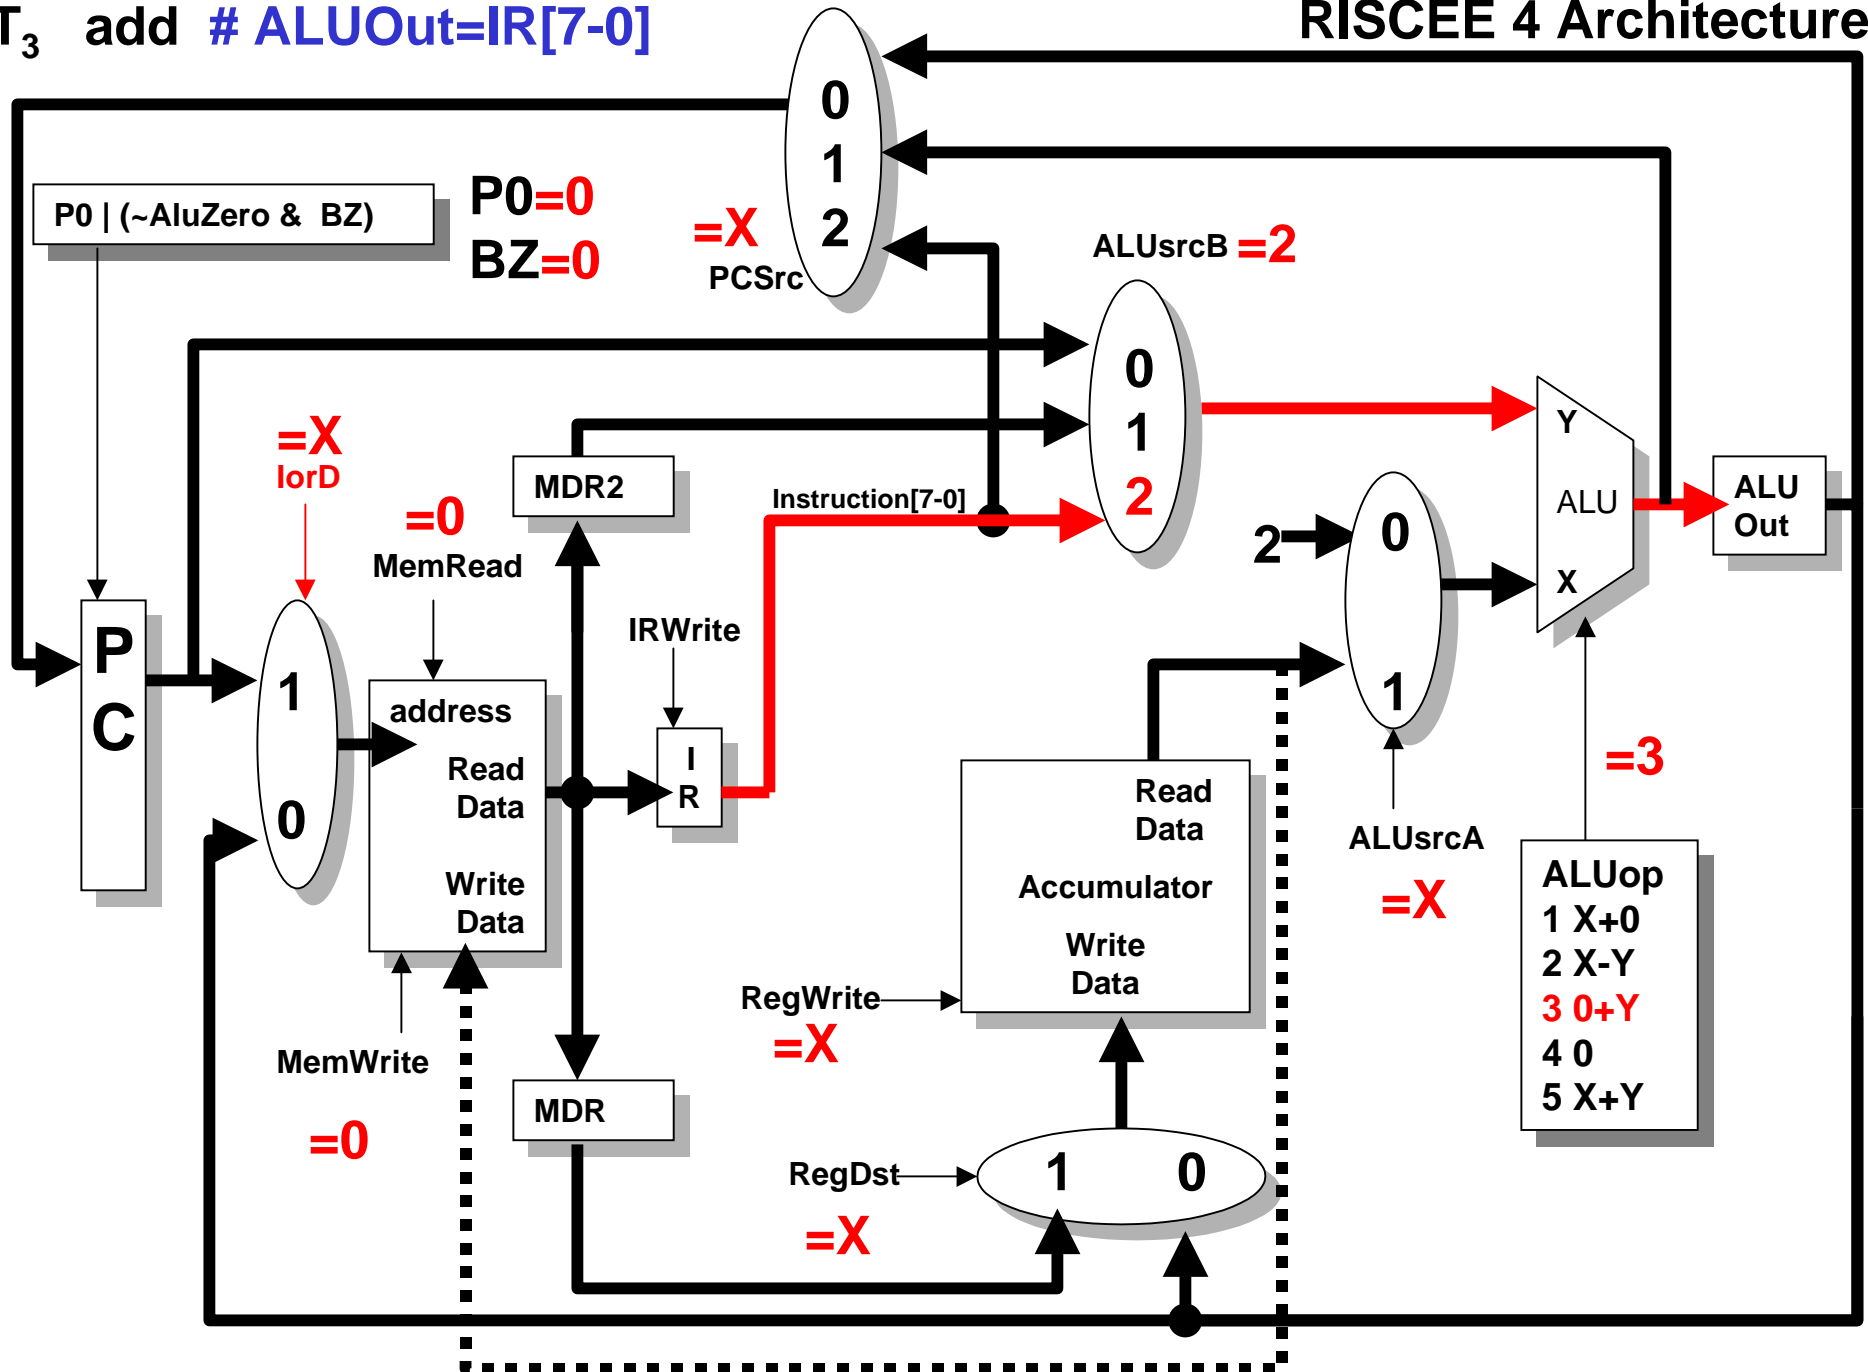 T3 add # ALUOut=IR[7-0]
RISCEE 4 Architecture
0
1
2
P0 | (~AluZero & BZ)
P0=0
BZ=0
=X
PCSrc
ALUsrcB =2
0
1
2
=X
IorD
=0
MemRead
MDR2
Instruction[7-0]
IRWrite
Y
ALU
X
ALU
Out
2
0
1
P
C
1
0
address
Read
Data
Write
Data
I
R
Read
Data
Accumulator
Write
Data
ALUsrcA
=X
=3
ALUop
1 X+0
2 X-Y
3 0+Y
4 0
5 X+Y
RegWrite
=X
MemWrite
=0
MDR
RegDst
=X
1 0